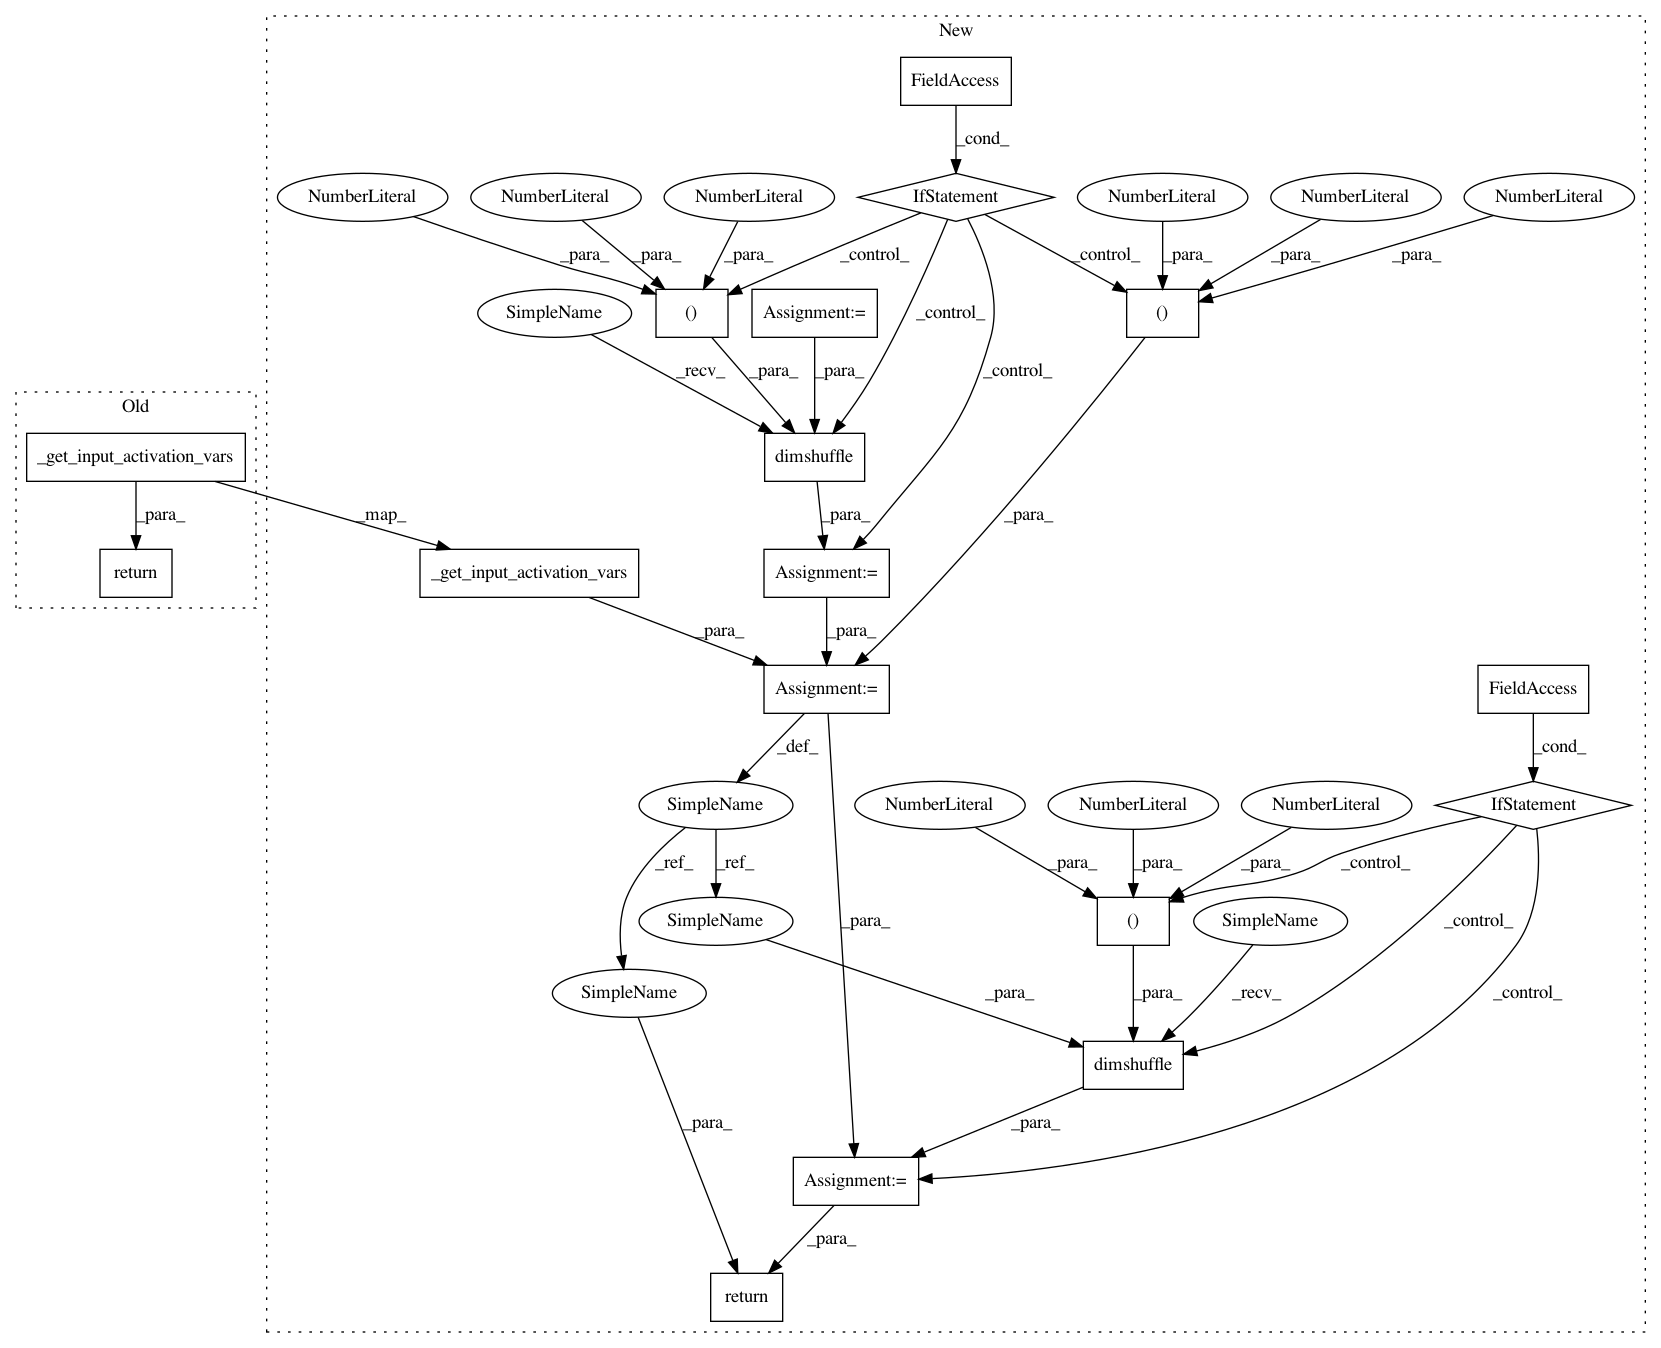 New
FieldAccess
_cond_
NumberLiteral
NumberLiteral
NumberLiteral
IfStatement
NumberLiteral
NumberLiteral
NumberLiteral
_para_
_para_
_para_
_control_
_control_
_para_
_para_
_para_
SimpleName
()
Assignment:=
_control_
()
_recv_
_para_
_para_
_control_
Old
_get_input_activation_vars
dimshuffle
_para_
_map_
_para_
_para_
return
_get_input_activation_vars
Assignment:=
_para_
_para_
Assignment:=
FieldAccess
_def_
_cond_
SimpleName
NumberLiteral
NumberLiteral
NumberLiteral
IfStatement
_ref_
_ref_
_para_
_para_
_para_
_control_
SimpleName
_para_
()
SimpleName
_control_
SimpleName
_para_
_para_
_recv_
_control_
dimshuffle
_para_
_para_
Assignment:=
_para_
return